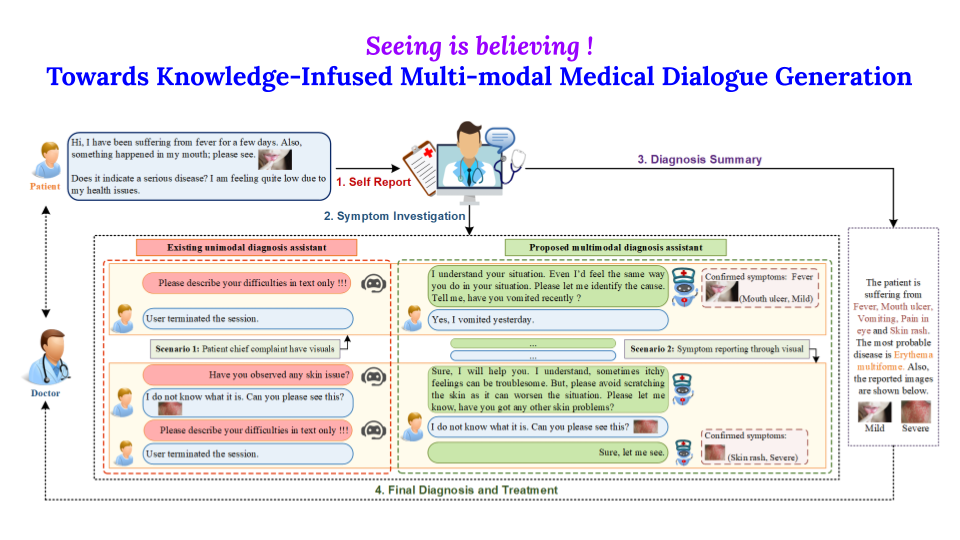 Seeing is believing !
Towards Knowledge-Infused Multi-modal Medical Dialogue Generation
Hi, I have been suffering from fever for a few days. Also,
something happened in my mouth; please see.
Does it indicate a serious disease? I am feeling quite low due to
my health issues.
Patient
1. Self Report
3. Diagnosis Summary
2. Symptom Investigation
Existing unimodal diagnosis assistant
Please describe your difficulties in text only !!!
User terminated the session.
Scenario 1: Patient chief complaint have visuals
Have you observed any skin issue?
I do not know what it is. Can you please see this?
Please describe your difficulties in text only !!!
User terminated the session.
Proposed multimodal diagnosis assistant
I understand your situation. Even I'd feel the same way
you do in your situation. Please let me identify the cause.
Tell me, have you vomited recently ?
Confirmed symptoms: Fever
(Mouth ulcer, Mild)
Yes, I vomited yesterday.
...
...
Scenario 2: Symptom reporting through visual
Sure, I will help you. I understand, sometimes itchy
feelings can be troublesome. But, please avoid scratching
the skin as it can worsen the situation. Please let me
know, have you got any other skin problems?
I do not know what it is. Can you please see this?
Sure, let me see.
Confirmed symptoms:
(Skin rash, Severe)
The patient is
suffering from
Fever, Mouth ulcer,
Vomiting, Pain in
eye and Skin rash.
The most probable
disease is Erythema
multiforme. Also,
the reported images
are shown below.
Mild Severe
Doctor
4. Final Diagnosis and Treatment